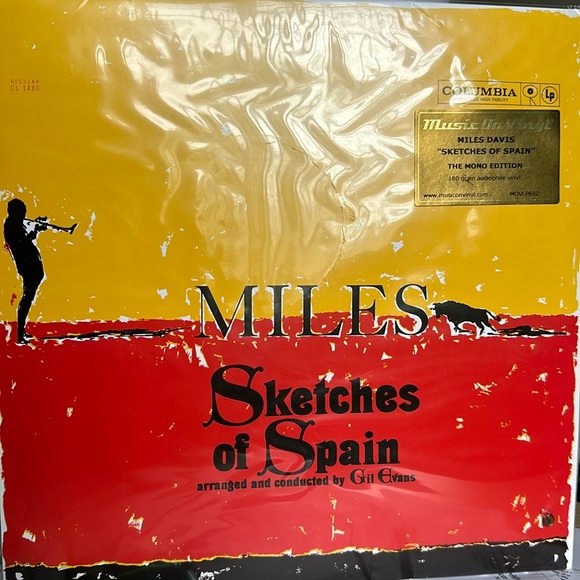 REGULAR
CL 1480
COLUMBIA
LP
HIGH FIDELITY
Music On Vinyl
MILES DAVIS
"SKETCHES OF SPAIN"
THE MONO EDITION
180 gram audiophile vinyl
www.musiconvinyl.com
MILES
Sketches
of Spain
arranged and conducted by Gil Evans